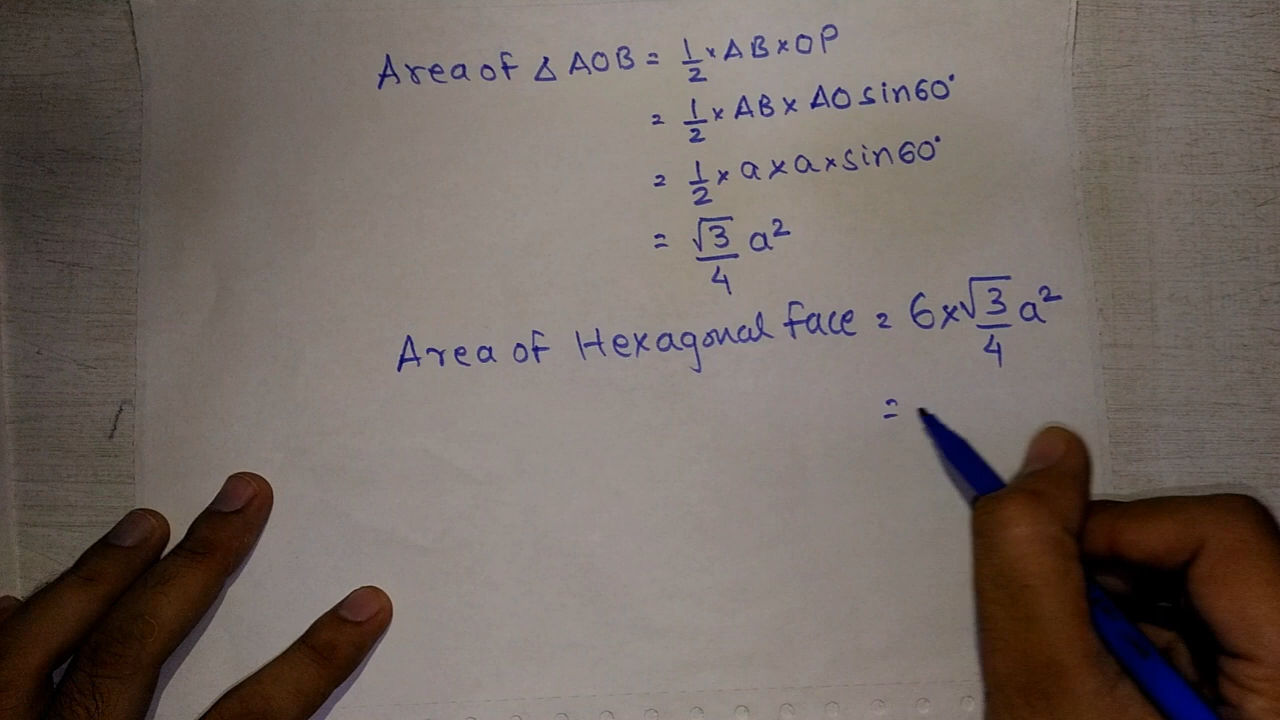 Area of Δ AOB = 1/2 × AB × OP
= 1/2 × AB × AO sin60°
= 1/2 × a × a × sin60°
= √3/4 a²
Area of Hexagonal face = 6×√3/4 a²
=